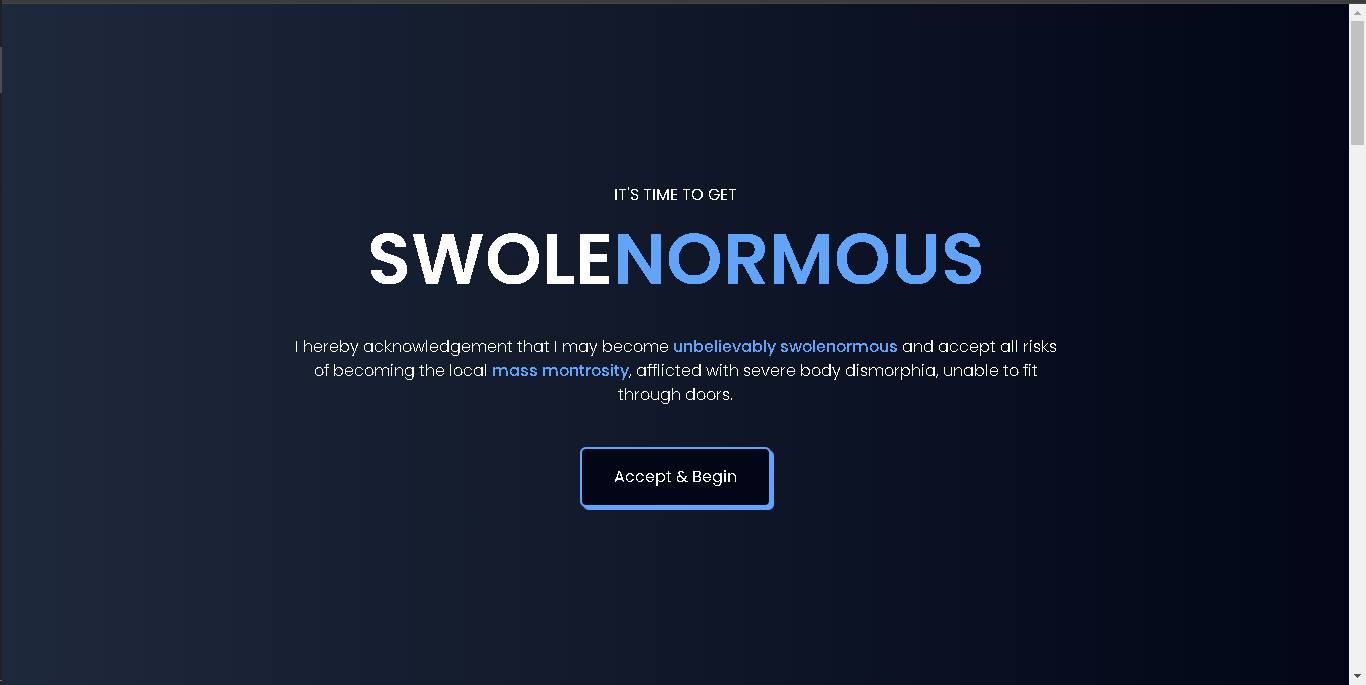 IT'S TIME TO GET
SWOLENORMOUS
I hereby acknowledgement that I may become unbelievably swolenormous and accept all risks
of becoming the local mass montrosity, afflicted with severe body dismorphia, unable to fit
through doors.
Accept & Begin